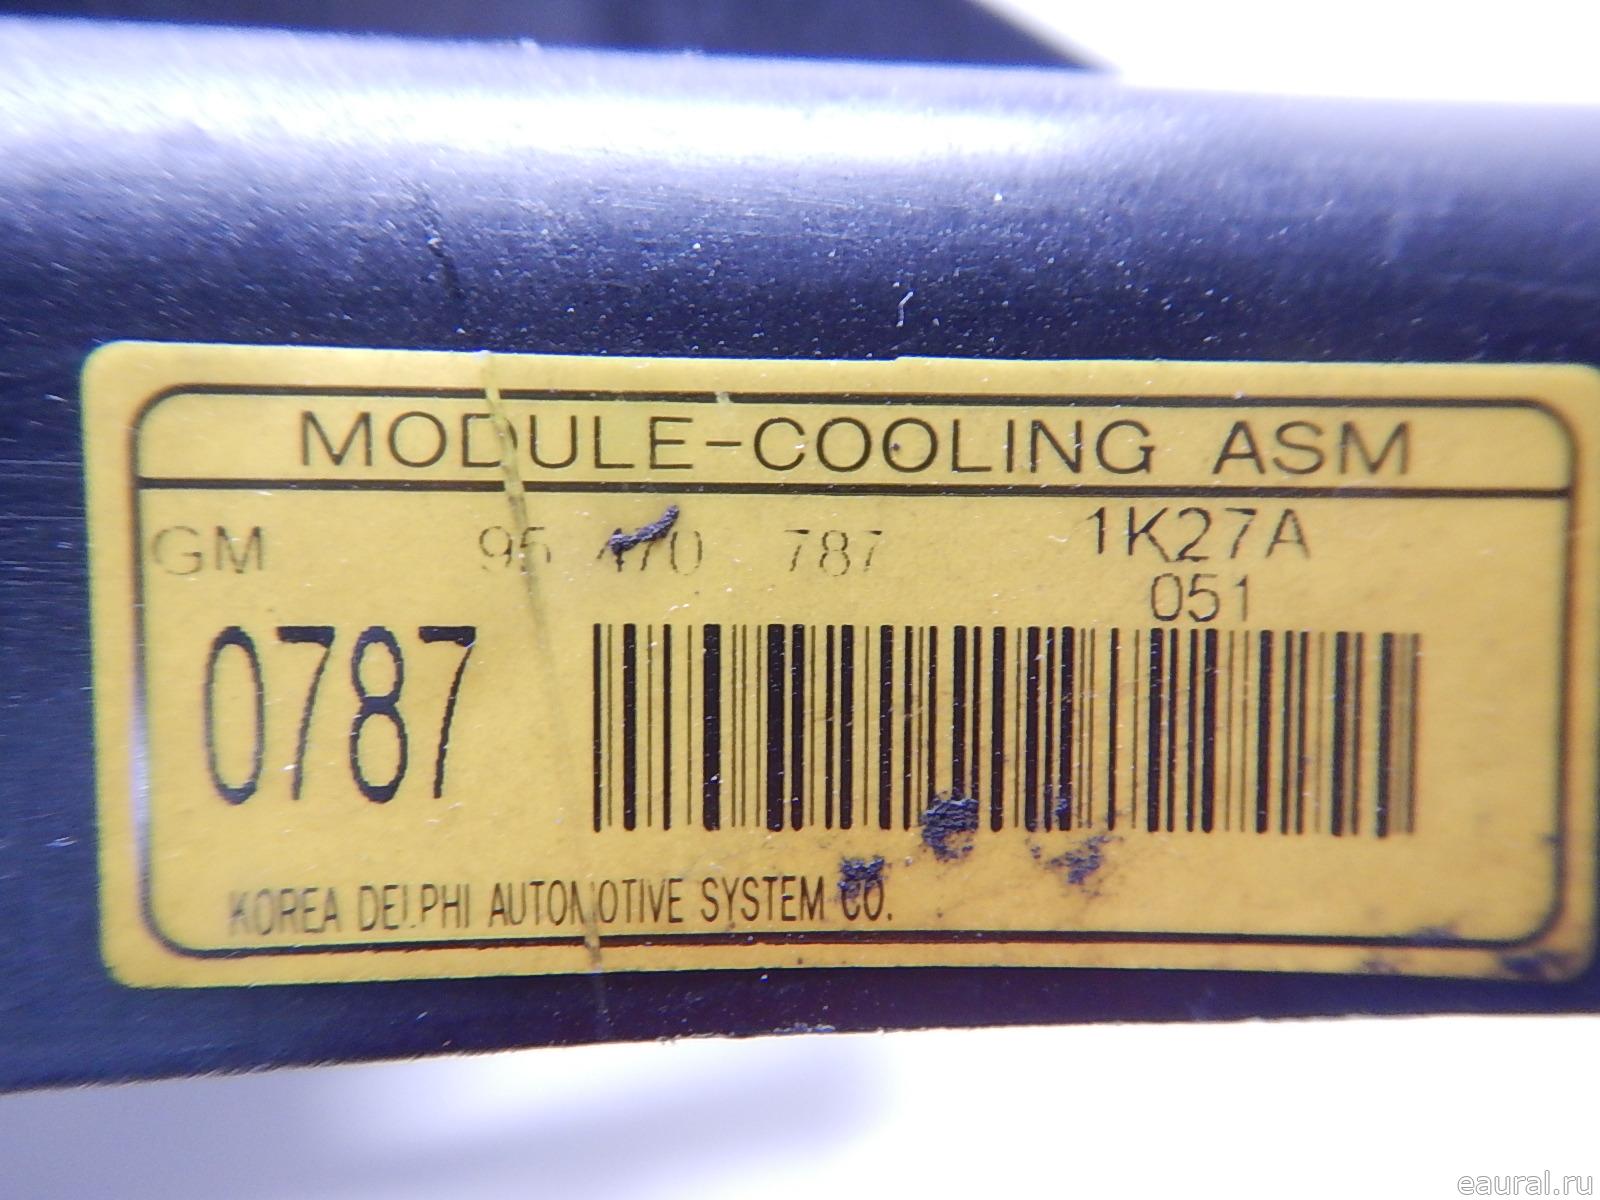 MODULE-COOLING ASM
GM 95 470 787 1K27A
051
0787
KOREA DELPHI AUTOMOTIVE SYSTEM CO.
eaural.ru